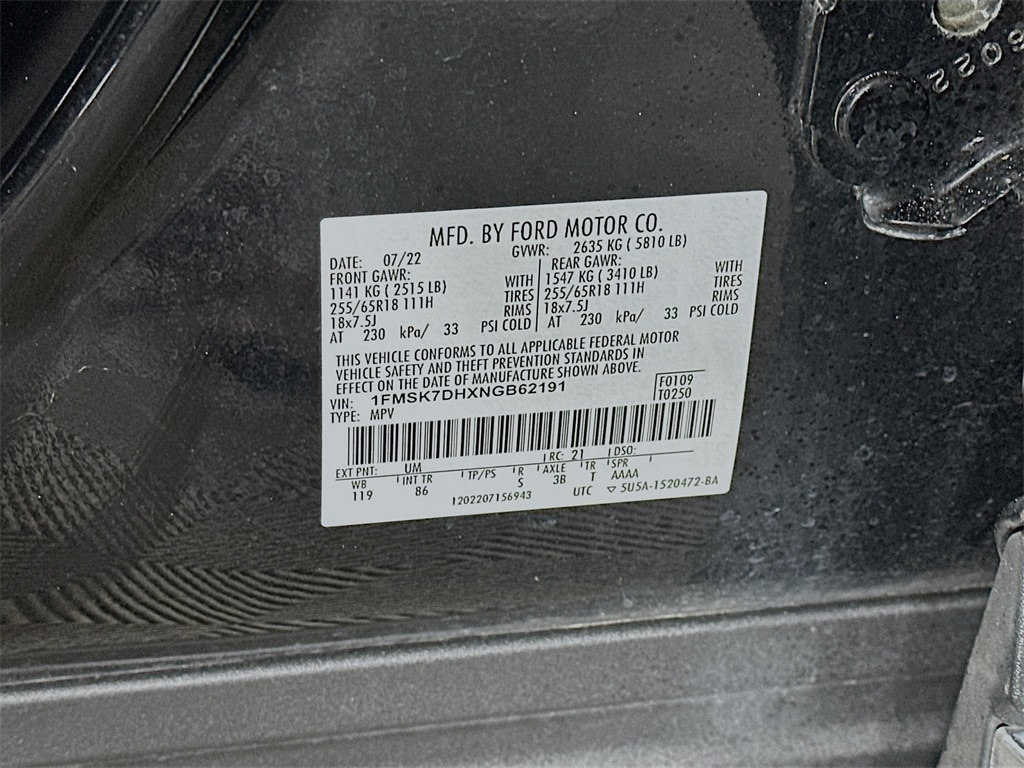 6022
MFD. BY FORD MOTOR CO.
DATE: 07/22 GVWR: 2635 KG ( 5810 LB)
FRONT GAWR: REAR GAWR:
1141 KG ( 2515 LB) WITH 1547 KG ( 3410 LB) WITH
255/65R18 111H TIRES 255/65R18 111H TIRES
18x7.5J RIMS 18x7.5J RIMS
AT 230 kPa/ 33 PSI COLD AT 230 kPa/ 33 PSI COLD
THIS VEHICLE CONFORMS TO ALL APPLICABLE FEDERAL MOTOR
VEHICLE SAFETY AND THEFT PREVENTION STANDARDS IN
EFFECT ON THE DATE OF MANUFACTURE SHOWN ABOVE.
VIN: 1FMSK7DHXNGB62191 F0109
TYPE: MPV T0250
EXT PNT: UM RC: 21 DSO:
WB INT TR TP/PS R AXLE TR SPR
119 86 S 3B T AAAA
1202207156943 UTC ▽ 5U5A-1520472-BA